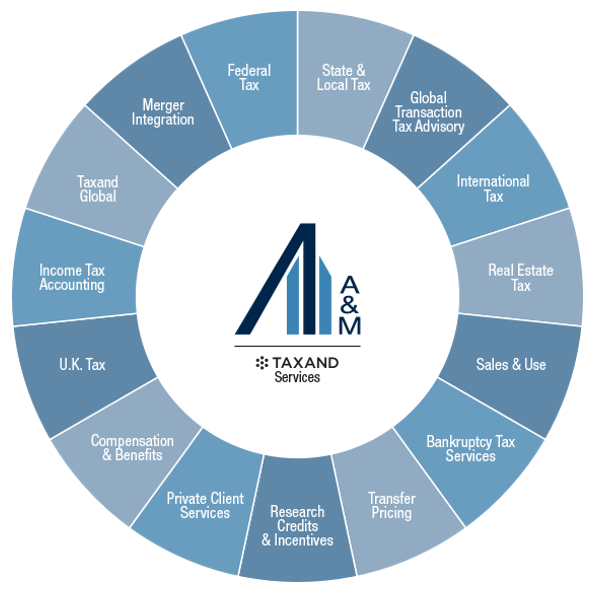 Federal
Tax
State &
Local Tax
Global
Transaction
Tax Advisory
International
Tax
Real Estate
Tax
Sales & Use
Bankruptcy Tax
Services
Transfer
Pricing
Research
Credits
& Incentives
Private Client
Services
Compensation
& Benefits
U.K. Tax
Income Tax
Accounting
Taxand
Global
Merger
Integration
A
&
M
TAXAND
Services